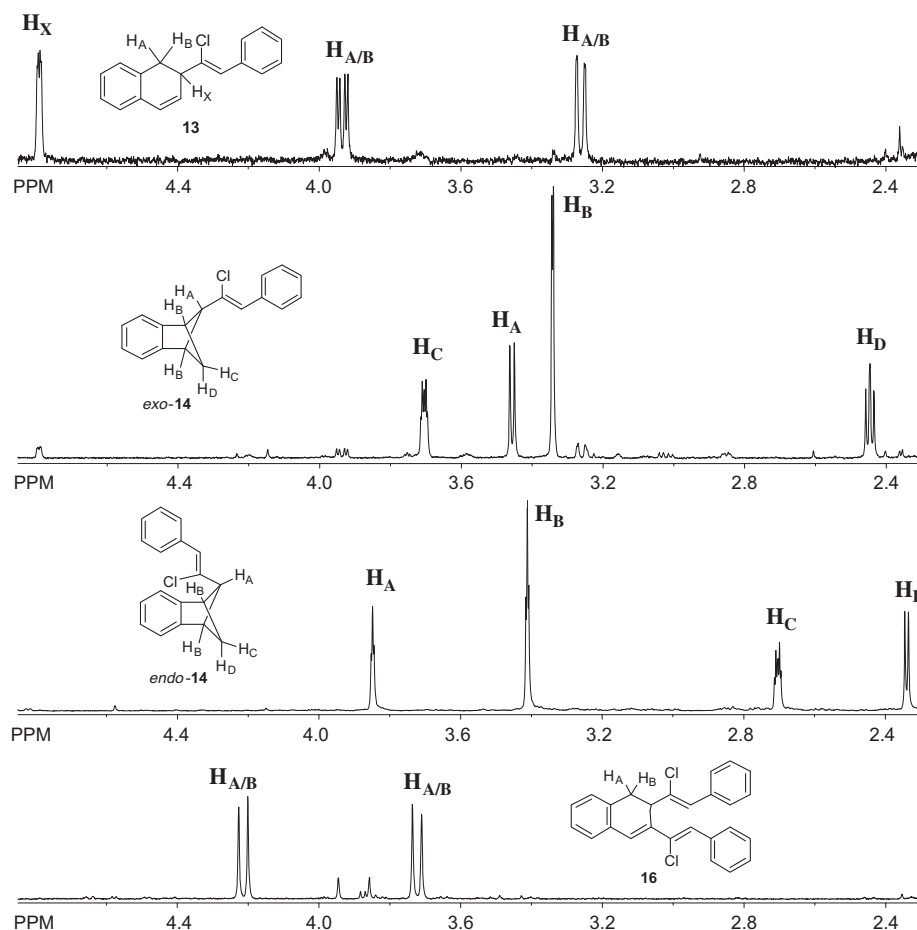 H_X
H_A H_B Cl
H_X
13
H_A/B
H_A/B
PPM 4.4 4.0 3.6 3.2 2.8 2.4
Cl
H_A
H_B
H_B
H_C
H_D
exo-14
H_C
H_A
H_B
H_D
PPM 4.4 4.0 3.6 3.2 2.8 2.4
Cl
H_A
H_B
H_B
H_C
H_D
endo-14
H_A
H_B
H_C
PPM 4.4 4.0 3.6 3.2 2.8 2.4
H_A/B
H_A/B
H_A H_B Cl
Cl
16
PPM 4.4 4.0 3.6 3.2 2.8 2.4